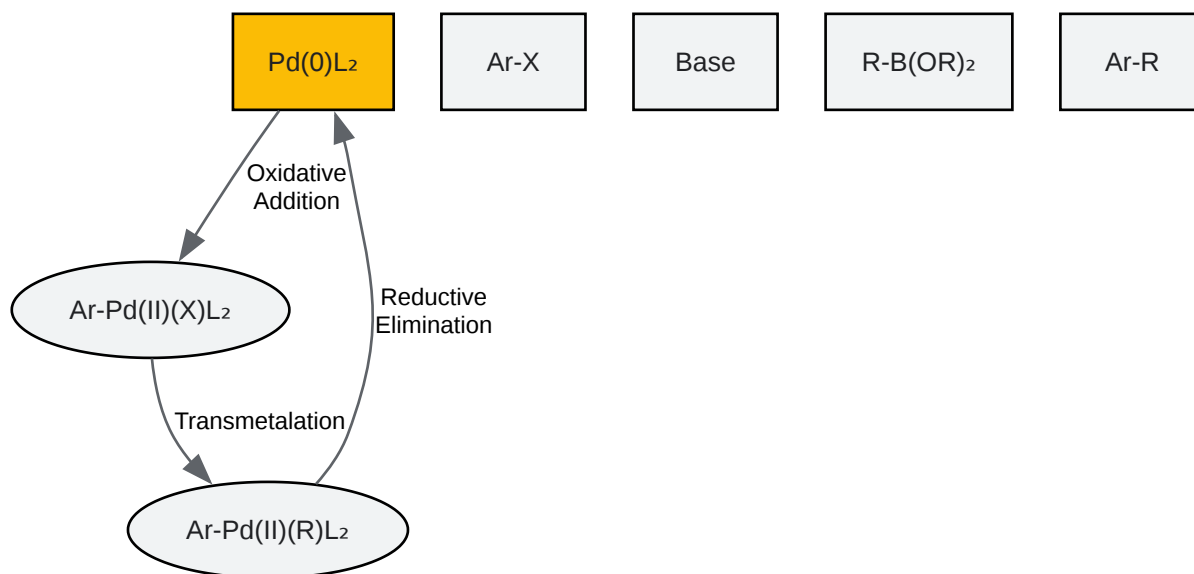 Pd(0)L₂
Ar-X
Base
R-B(OR)₂
Ar-R
Oxidative
Addition
Ar-Pd(II)(X)L₂
Reductive
Elimination
Transmetalation
Ar-Pd(II)(R)L₂